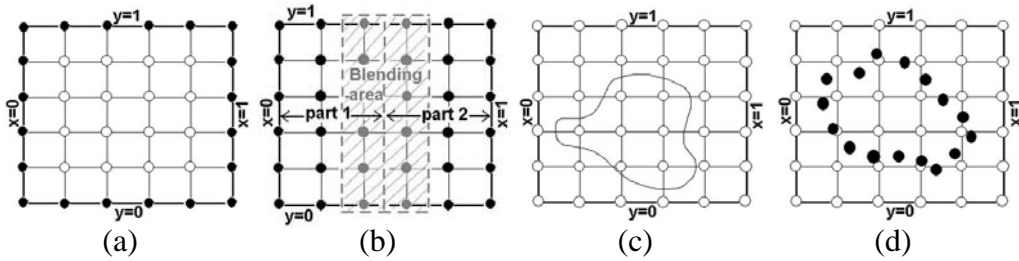 y=1
x=0
x=1
y=0
(a)
y=1
x=0
Blending
area
part 1
part 2
x=1
y=0
(b)
y=1
x=0
x=1
y=0
(c)
y=1
x=0
x=1
y=0
(d)